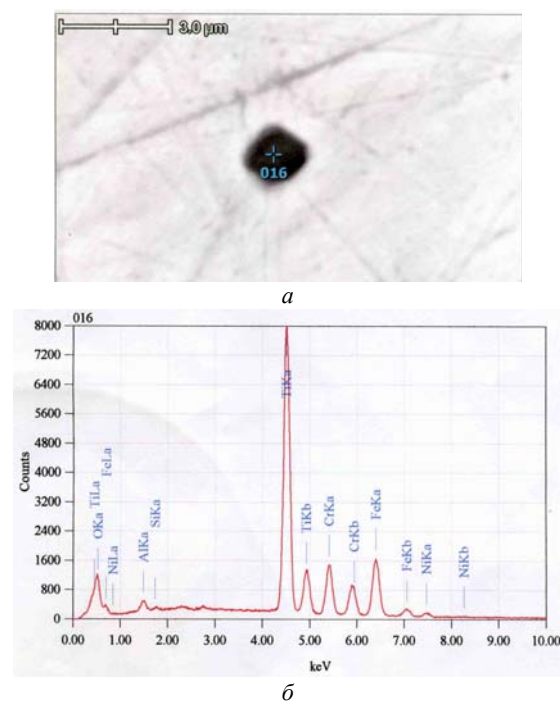 3.0 μm
016
а
016
8000
7200
6400
5600
4800
4000
3200
2400
1600
800
0
Counts
TiLa
OKa
FeLa
NiLa
AlKa
SiKa
TiKa
TiKb
CrKa
CrKb
FeKa
FeKb
NiKa
NiKb
0.00 1.00 2.00 3.00 4.00 5.00 6.00 7.00 8.00 9.00 10.00
keV
б